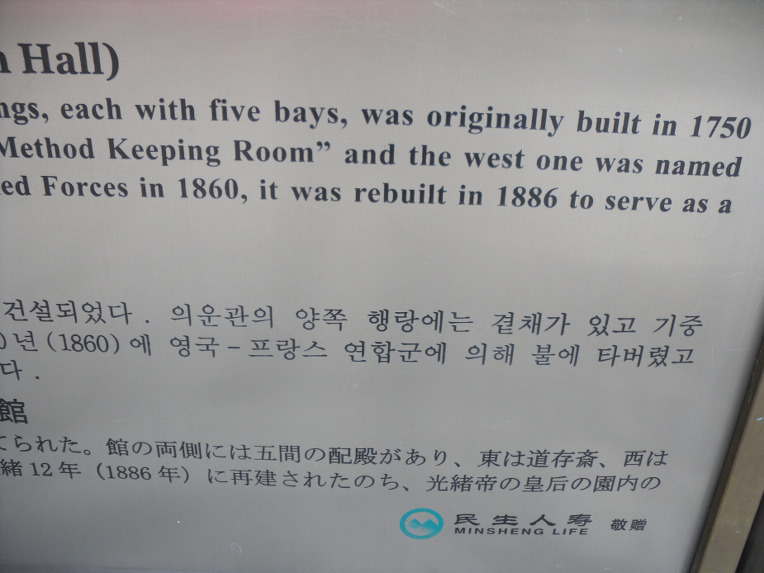 Hall)
ngs, each with five bays, was originally built in 1750
Method Keeping Room” and the west one was named
ed Forces in 1860, it was rebuilt in 1886 to serve as a
건설되었다. 의운관의 양쪽 행랑에는 곁채가 있고 기중
년(1860)에 영국-프랑스 연합군에 의해 불에 타버렸고
다.
館
てられた。館の両側には五間の配殿があり、東は道存斎、西は
緒12年（1886年）に再建されたのち、光緒帝の皇后の園内の
民生人寿 敬赠
MINSHENG LIFE